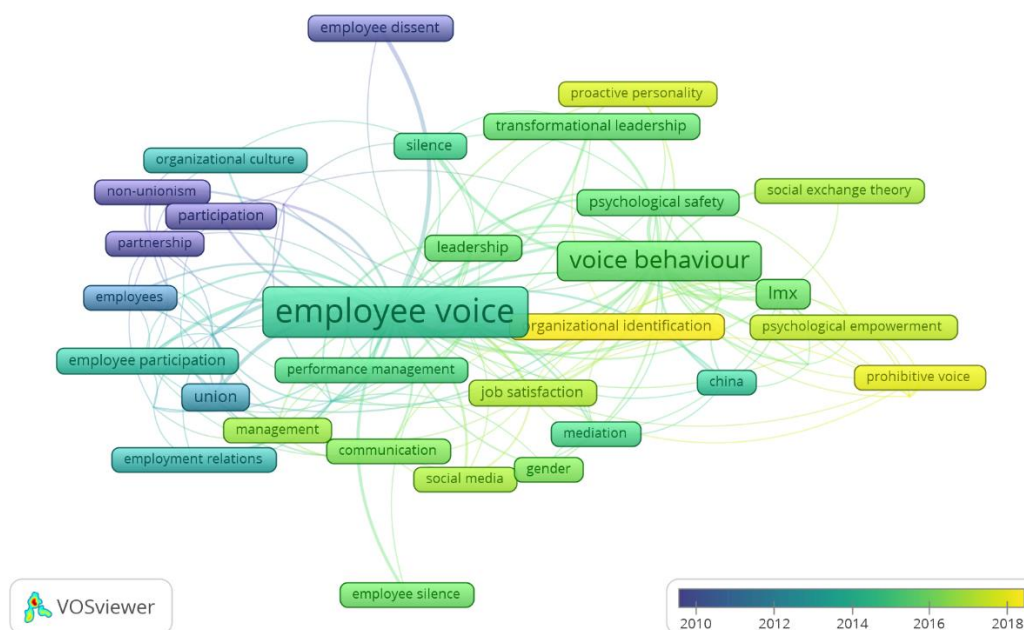 employee dissent
proactive personality
transformational leadership
silence
organizational culture
psychological safety
social exchange theory
non-unionism
participation
partnership
leadership
voice behaviour
employees
lmx
employee voice
organizational identification
psychological empowerment
employee participation
performance management
prohibitive voice
china
job satisfaction
union
management
mediation
communication
employment relations
gender
social media
employee silence
VOSviewer
2010 2012 2014 2016 2018